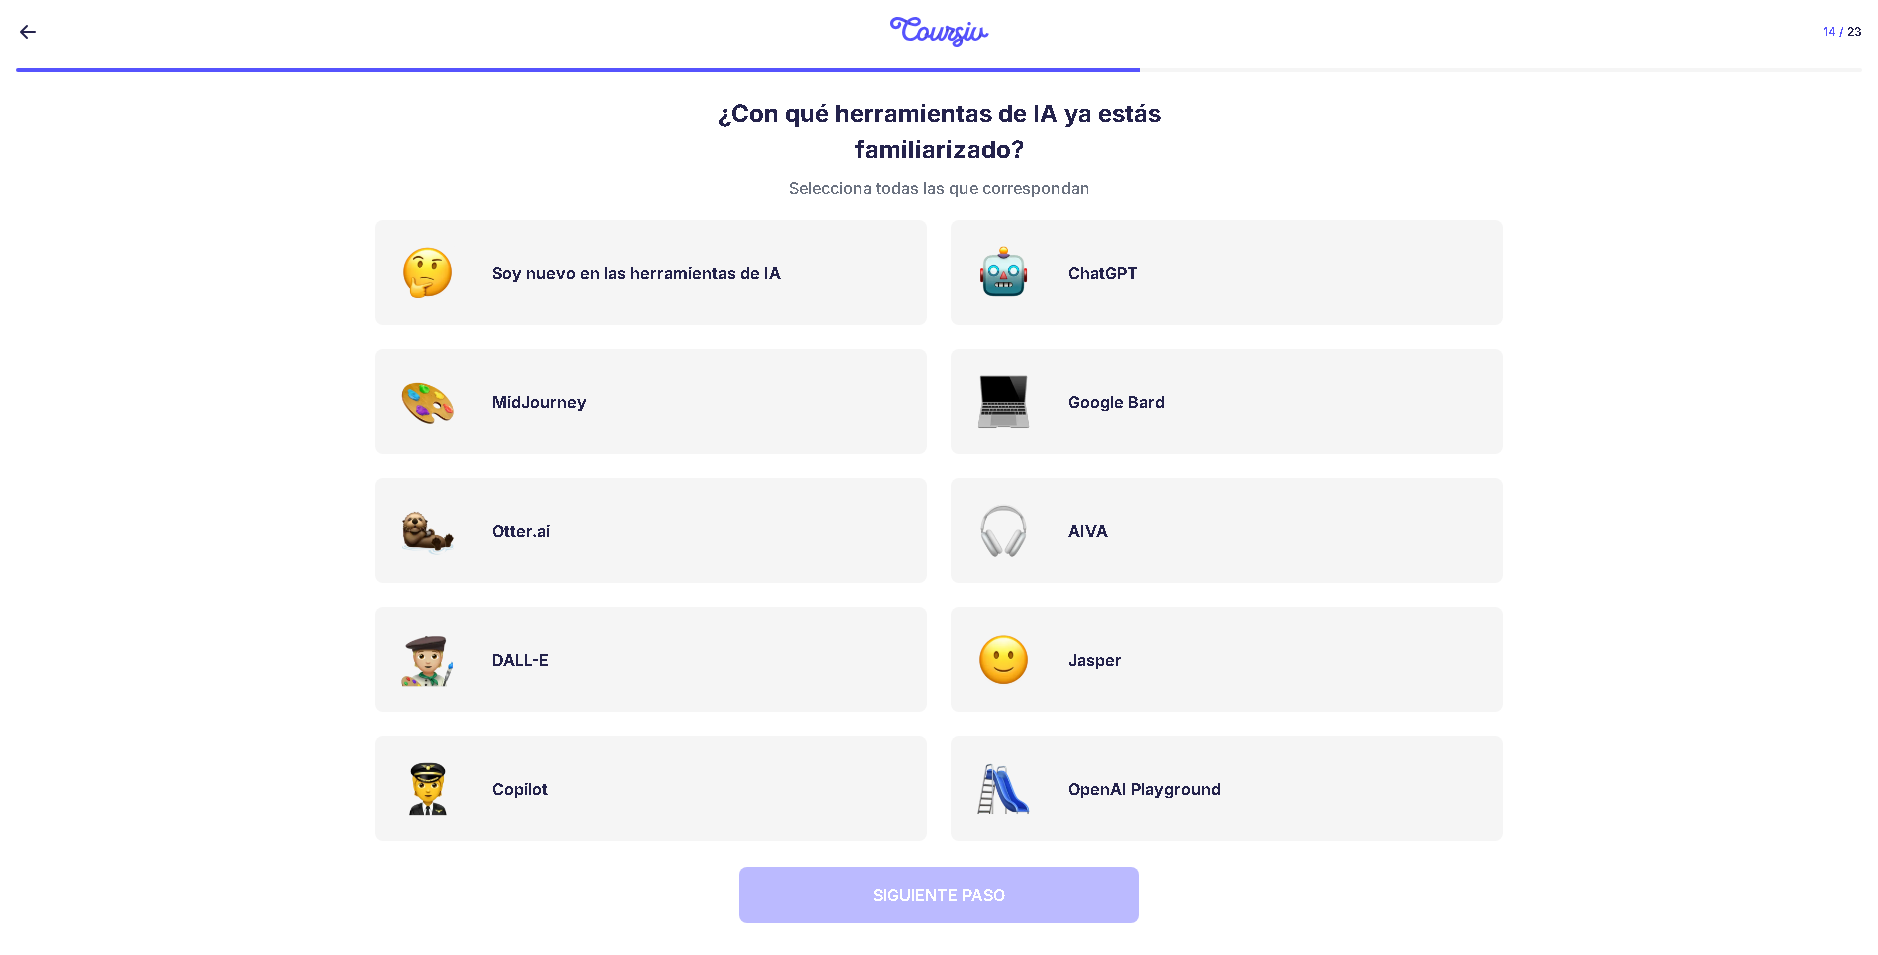 Coursiv
14 / 23
¿Con qué herramientas de IA ya estás
familiarizado?
Selecciona todas las que correspondan
Soy nuevo en las herramientas de IA
ChatGPT
MidJourney
Google Bard
Otter.ai
AIVA
DALL-E
Jasper
Copilot
OpenAI Playground
SIGUIENTE PASO